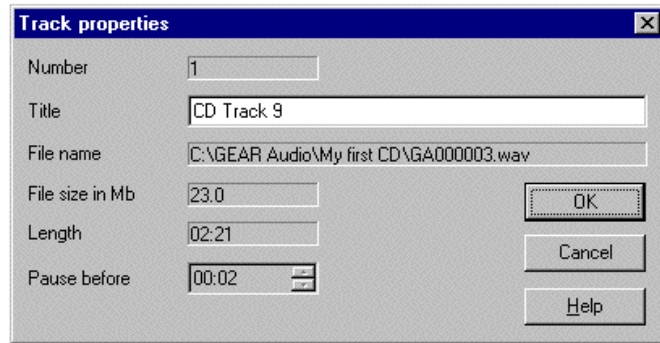 Track properties
Number
1
Title
CD Track 9
File name
C:\GEAR Audio\My first CD\GA000003.wav
File size in Mb
23.0
OK
Length
02:21
Cancel
Pause before
00:02
Help